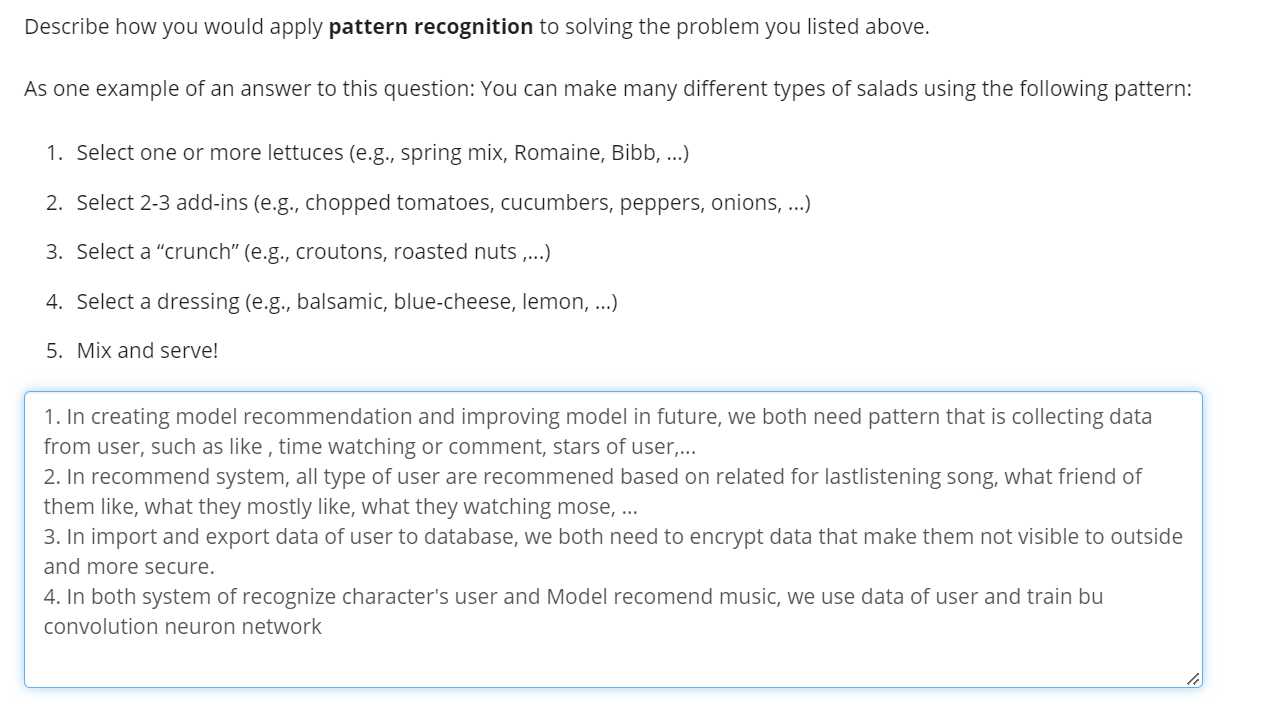 Describe how you would apply pattern recognition to solving the problem you listed above.
As one example of an answer to this question: You can make many different types of salads using the following pattern:
1. Select one or more lettuces (e.g., spring mix, Romaine, Bibb, ...)
2. Select 2-3 add-ins (e.g., chopped tomatoes, cucumbers, peppers, onions, ...)
3. Select a “crunch” (e.g., croutons, roasted nuts ,...)
4. Select a dressing (e.g., balsamic, blue-cheese, lemon, ...)
5. Mix and serve!
1. In creating model recommendation and improving model in future, we both need pattern that is collecting data
from user, such as like , time watching or comment, stars of user,...
2. In recommend system, all type of user are recommened based on related for lastlistening song, what friend of
them like, what they mostly like, what they watching mose, ...
3. In import and export data of user to database, we both need to encrypt data that make them not visible to outside
and more secure.
4. In both system of recognize character's user and Model recomend music, we use data of user and train bu
convolution neuron network